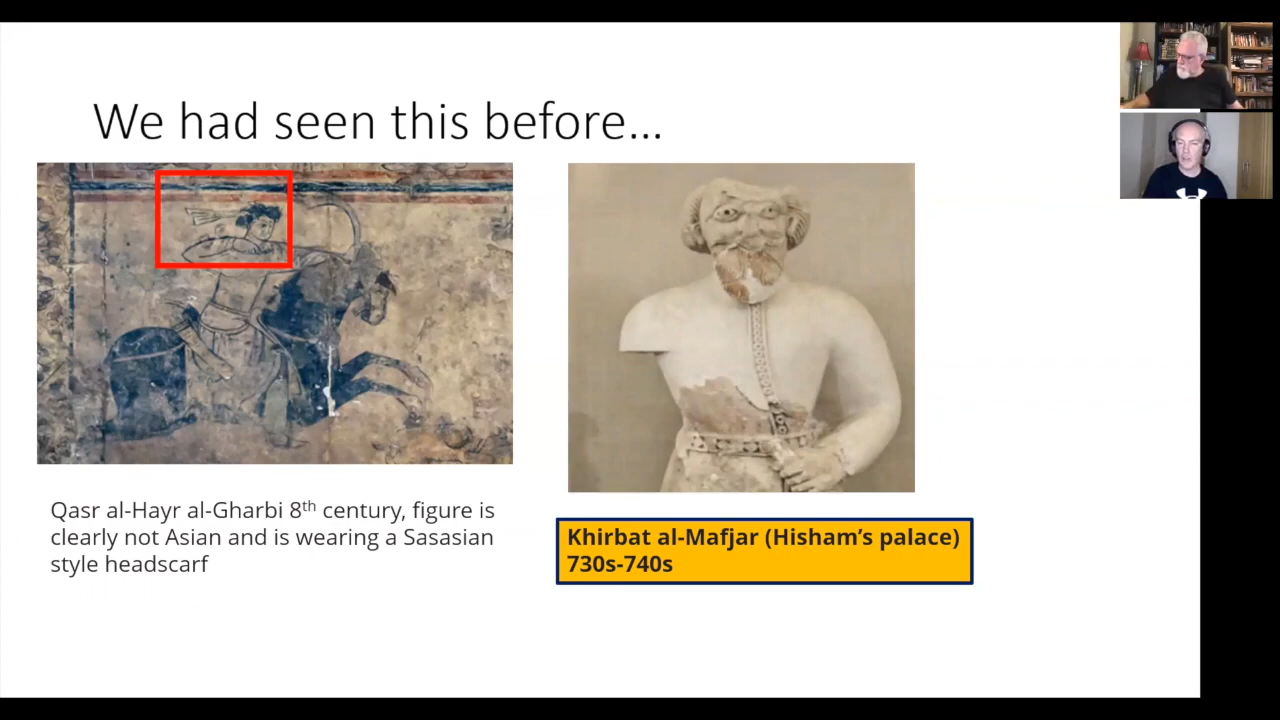 We had seen this before...
Qasr al-Hayr al-Gharbi 8th century, figure is
clearly not Asian and is wearing a Sasasian
style headscarf
Khirbat al-Mafjar (Hisham’s palace)
730s-740s